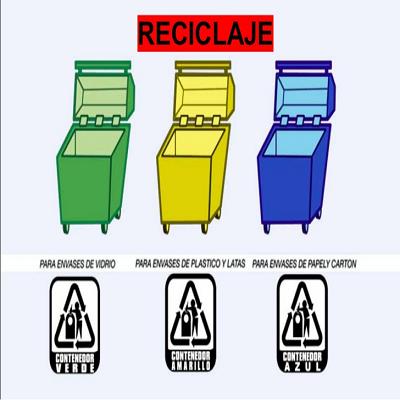 RECICLAJE
PARA ENVASES DE VIDRIO
PARA ENVASES DE PLASTICO Y LATAS
PARA ENVASES DE PAPELY CARTON
CONTENEDOR
VERDE
CONTENEDOR
AMARILLO
CONTENEDOR
AZUL